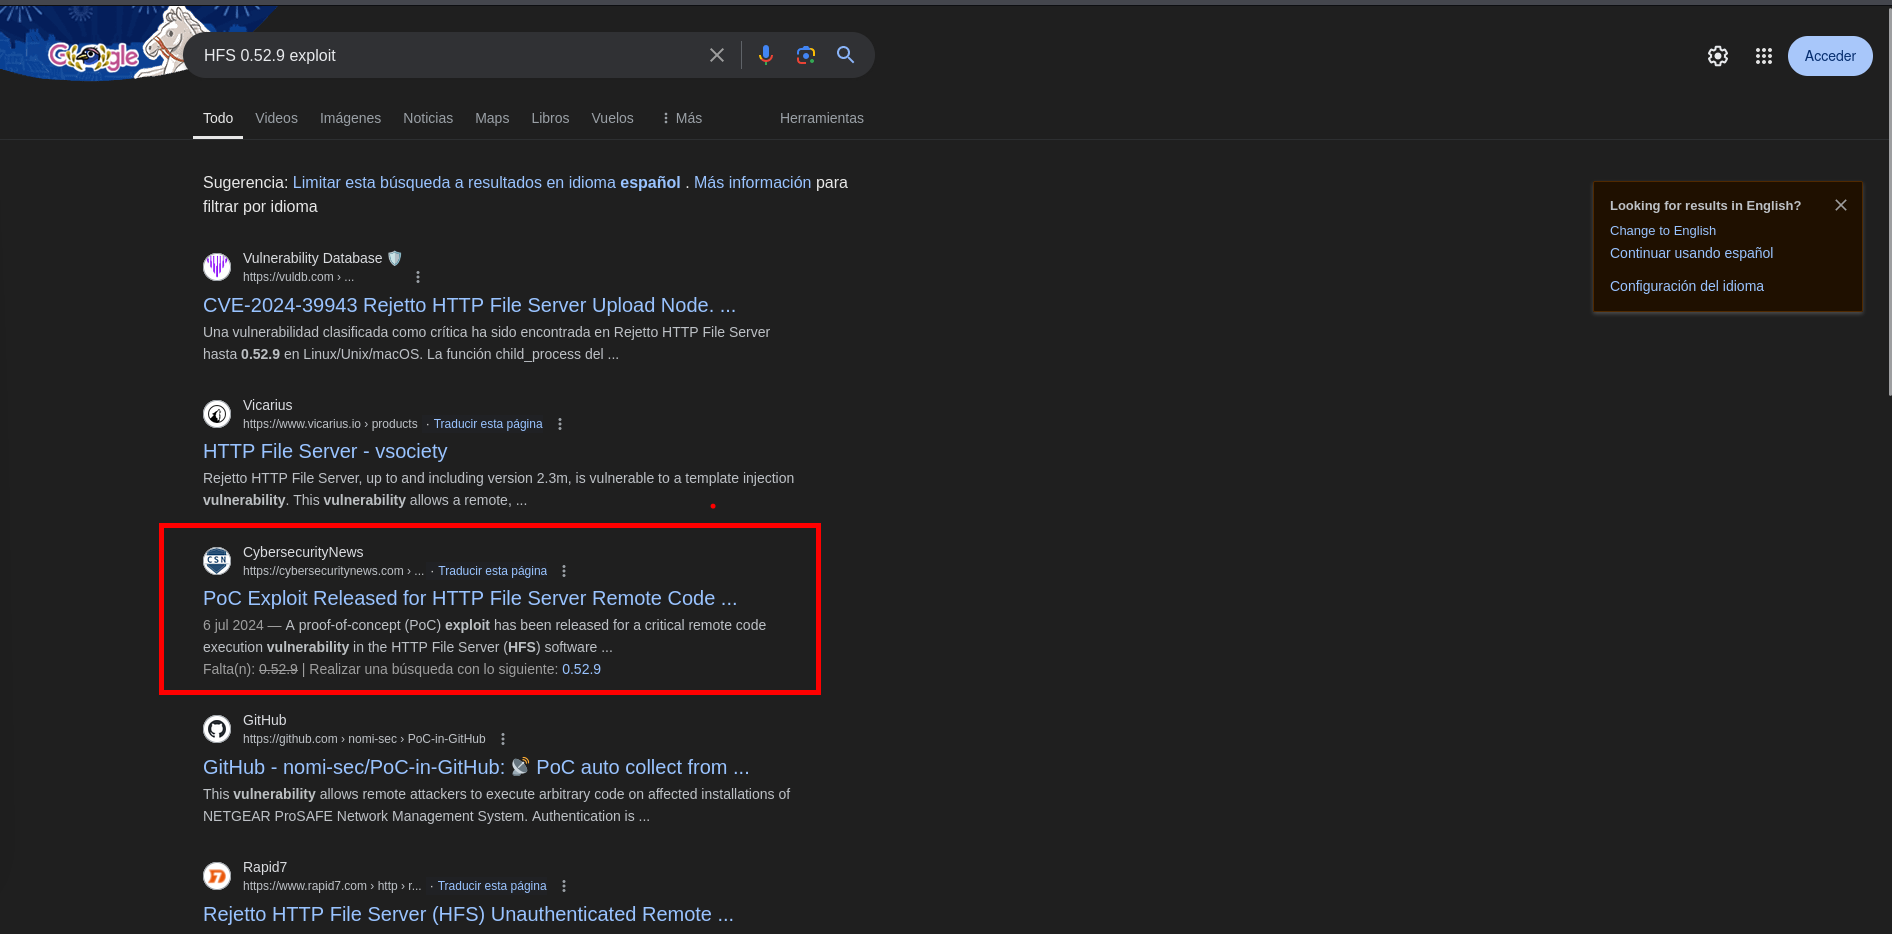 Google
HFS 0.52.9 exploit
Acceder
Todo Videos Imágenes Noticias Maps Libros Vuelos Más Herramientas
Sugerencia: Limitar esta búsqueda a resultados en idioma español . Más información para
filtrar por idioma
Looking for results in English?
Change to English
Continuar usando español
Configuración del idioma
Vulnerability Database
https://vuldb.com › ...
CVE-2024-39943 Rejetto HTTP File Server Upload Node. ...
Una vulnerabilidad clasificada como crítica ha sido encontrada en Rejetto HTTP File Server
hasta 0.52.9 en Linux/Unix/macOS. La función child_process del ...
Vicarius
https://www.vicarius.io › products · Traducir esta página
HTTP File Server - vsociety
Rejetto HTTP File Server, up to and including version 2.3m, is vulnerable to a template injection
vulnerability. This vulnerability allows a remote, ...
CSN
CybersecurityNews
https://cybersecuritynews.com › ... · Traducir esta página
PoC Exploit Released for HTTP File Server Remote Code ...
6 jul 2024 — A proof-of-concept (PoC) exploit has been released for a critical remote code
execution vulnerability in the HTTP File Server (HFS) software ...
Falta(n): 0.52.9 | Realizar una búsqueda con lo siguiente: 0.52.9
GitHub
https://github.com › nomi-sec › PoC-in-GitHub
GitHub - nomi-sec/PoC-in-GitHub: 📡 PoC auto collect from ...
This vulnerability allows remote attackers to execute arbitrary code on affected installations of
NETGEAR ProSAFE Network Management System. Authentication is ...
Rapid7
https://www.rapid7.com › http › r... · Traducir esta página
Rejetto HTTP File Server (HFS) Unauthenticated Remote ...